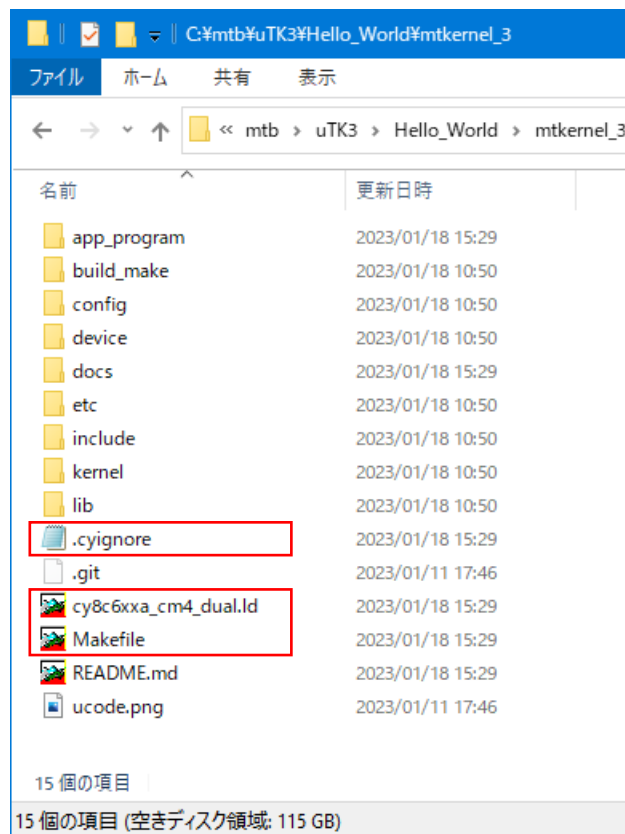 C:¥mtb¥uTK3¥Hello_World¥mtkernel_3
ファイル ホーム 共有 表示
« mtb › uTK3 › Hello_World › mtkernel_3
名前 更新日時
app_program 2023/01/18 15:29
build_make 2023/01/18 10:50
config 2023/01/18 10:50
device 2023/01/18 10:50
docs 2023/01/18 15:29
etc 2023/01/18 10:50
include 2023/01/18 10:50
kernel 2023/01/18 10:50
lib 2023/01/18 10:50
.cyignore 2023/01/18 15:29
.git 2023/01/11 17:46
cy8c6xxa_cm4_dual.ld 2023/01/18 15:29
Makefile 2023/01/18 15:29
README.md 2023/01/18 15:29
ucode.png 2023/01/11 17:46
15 個の項目
15 個の項目 (空きディスク領域: 115 GB)